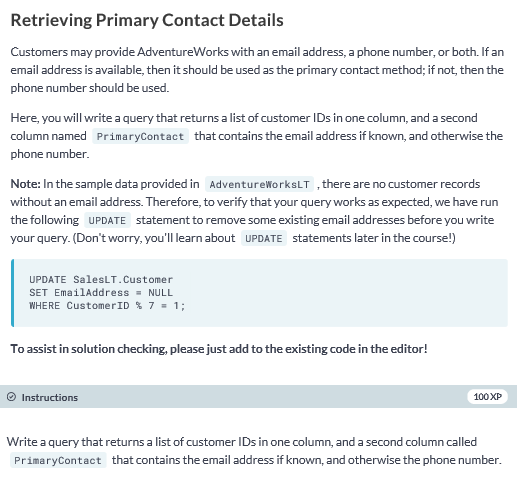 Retrieving Primary Contact Details
Customers may provide AdventureWorks with an email address, a phone number, or both. If an
email address is available, then it should be used as the primary contact method; if not, then the
phone number should be used.
Here, you will write a query that returns a list of customer IDs in one column, and a second
column named PrimaryContact that contains the email address if known, and otherwise the
phone number.
Note: In the sample data provided in AdventureWorksLT , there are no customer records
without an email address. Therefore, to verify that your query works as expected, we have run
the following UPDATE statement to remove some existing email addresses before you write
your query. (Don't worry, you'll learn about UPDATE statements later in the course!)
UPDATE SalesLT.Customer
SET EmailAddress = NULL
WHERE CustomerID % 7 = 1;
To assist in solution checking, please just add to the existing code in the editor!
Instructions 100 XP
Write a query that returns a list of customer IDs in one column, and a second column called
PrimaryContact that contains the email address if known, and otherwise the phone number.